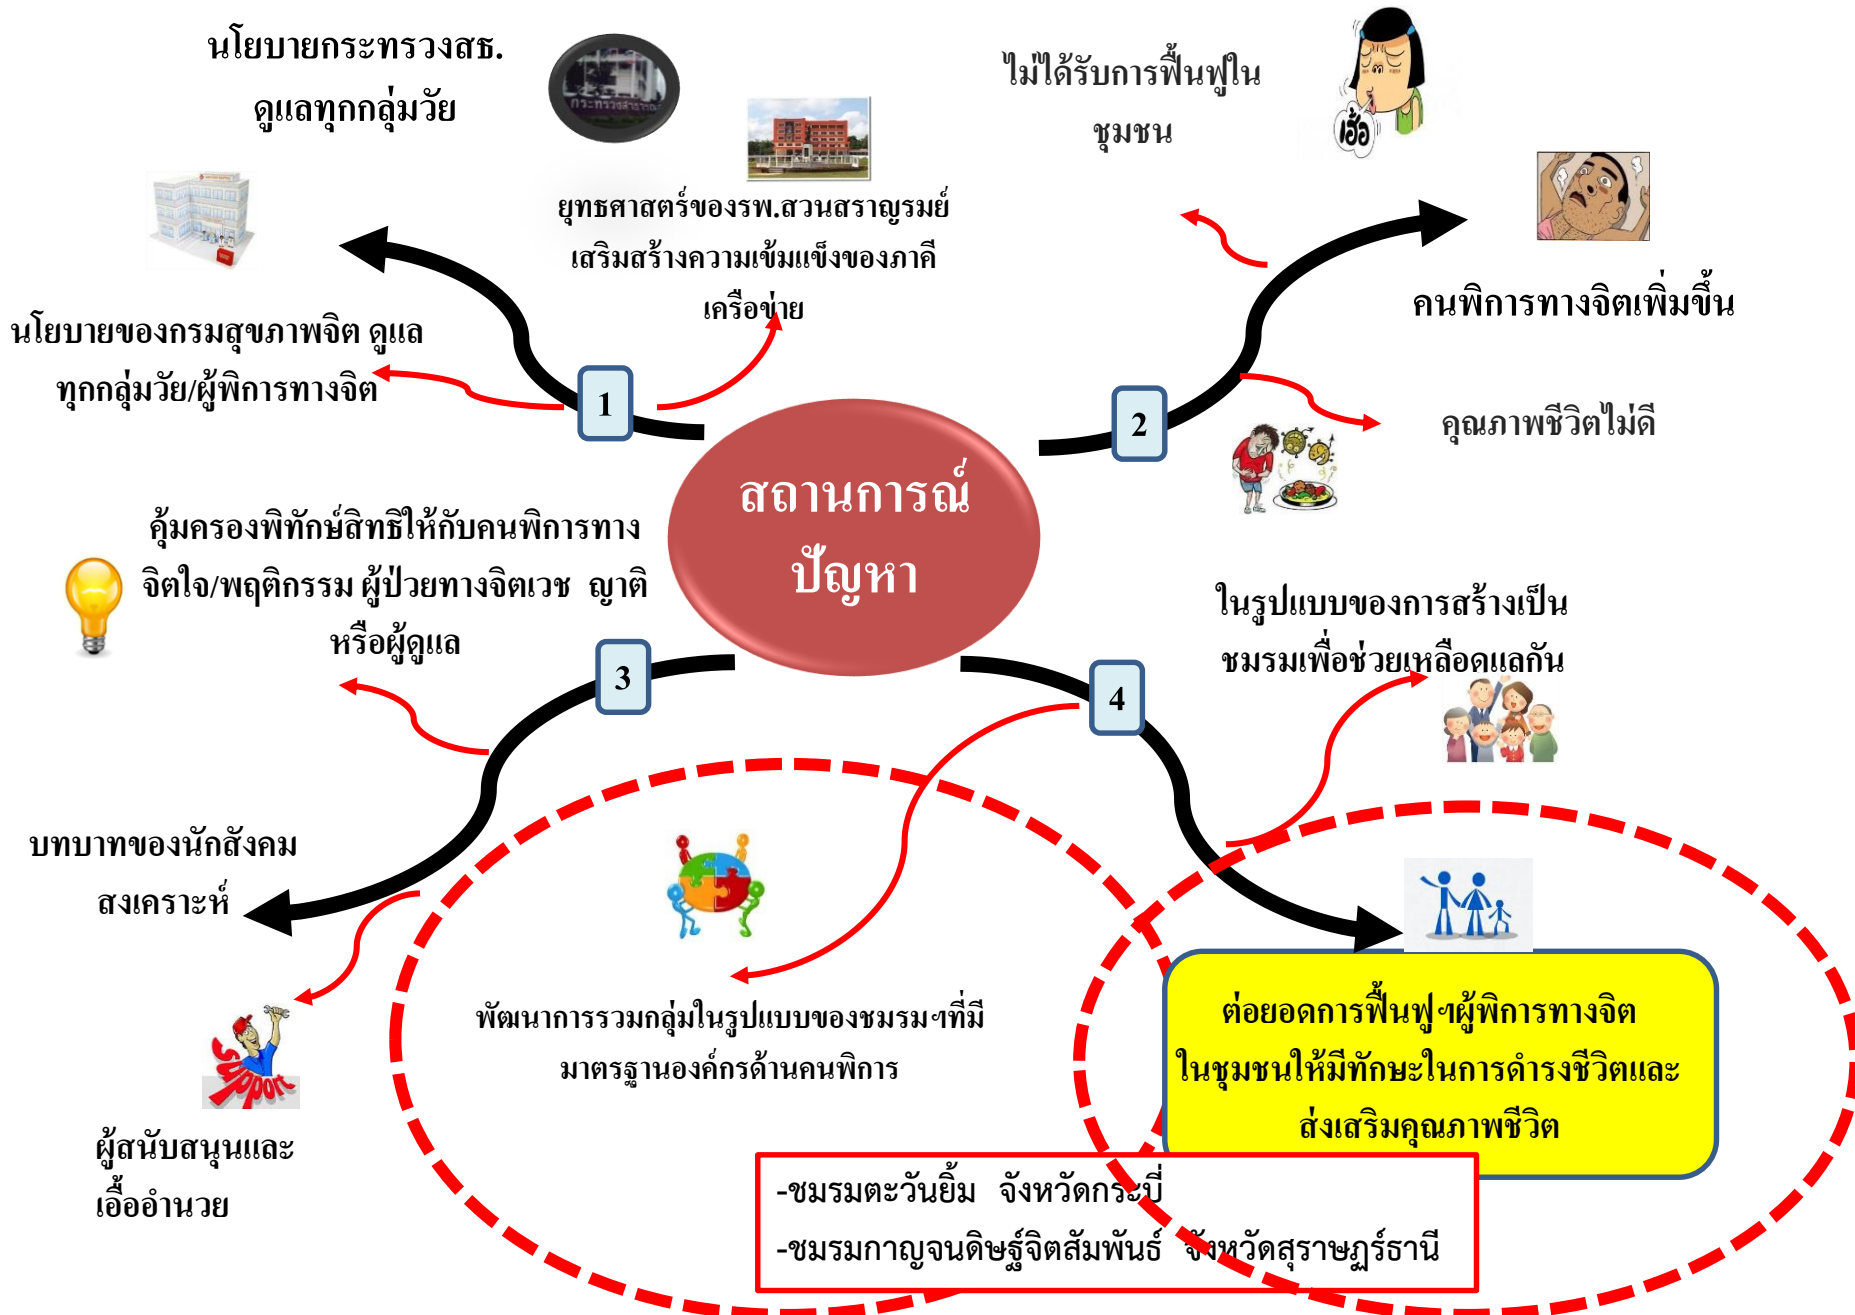 นโยบายกระทรวงสธ.
ดูแลทุกกลุ่มวัย
กระทรวงสาธารณ
ยุทธศาสตร์ของรพ.สวนสราญรมย์
เสริมสร้างความเข้มแข็งของภาคี
เครือข่าย
นโยบายของกรมสุขภาพจิต ดูแล
ทุกกลุ่มวัย/ผู้พิการทางจิต
1
ไม่ได้รับการฟื้นฟูใน
ชุมชน
เฮ้อ
คนพิการทางจิตเพิ่มขึ้น
2
คุณภาพชีวิตไม่ดี
สถานการณ์
ปัญหา
คุ้มครองพิทักษ์สิทธิให้กับคนพิการทาง
จิตใจ/พฤติกรรม ผู้ป่วยทางจิตเวช ญาติ
หรือผู้ดูแล
3
บทบาทของนักสังคม
สงเคราะห์
support
ผู้สนับสนุนและ
เอื้ออำนวย
4
ในรูปแบบของการสร้างเป็น
ชมรมเพื่อช่วยเหลือดแลกัน
พัฒนาการรวมกลุ่มในรูปแบบของชมรมฯที่มี
มาตรฐานองค์กรด้านคนพิการ
ต่อยอดการฟื้นฟูฯผู้พิการทางจิต
ในชุมชนให้มีทักษะในการดำรงชีวิตและ
ส่งเสริมคุณภาพชีวิต
-ชมรมตะวันยิ้ม จังหวัดกระบี่
-ชมรมกาญจนดิษฐ์จิตสัมพันธ์ จังหวัดสุราษฏร์ธานี